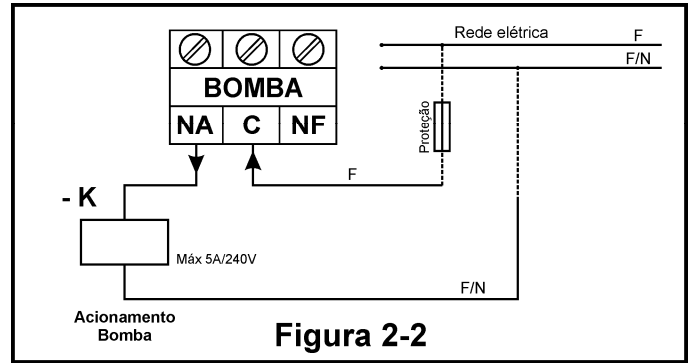 Rede elétrica
F
F/N
BOMBA
NA C NF
Proteção
F
- K
Máx 5A/240V
F/N
Acionamento
Bomba
Figura 2-2